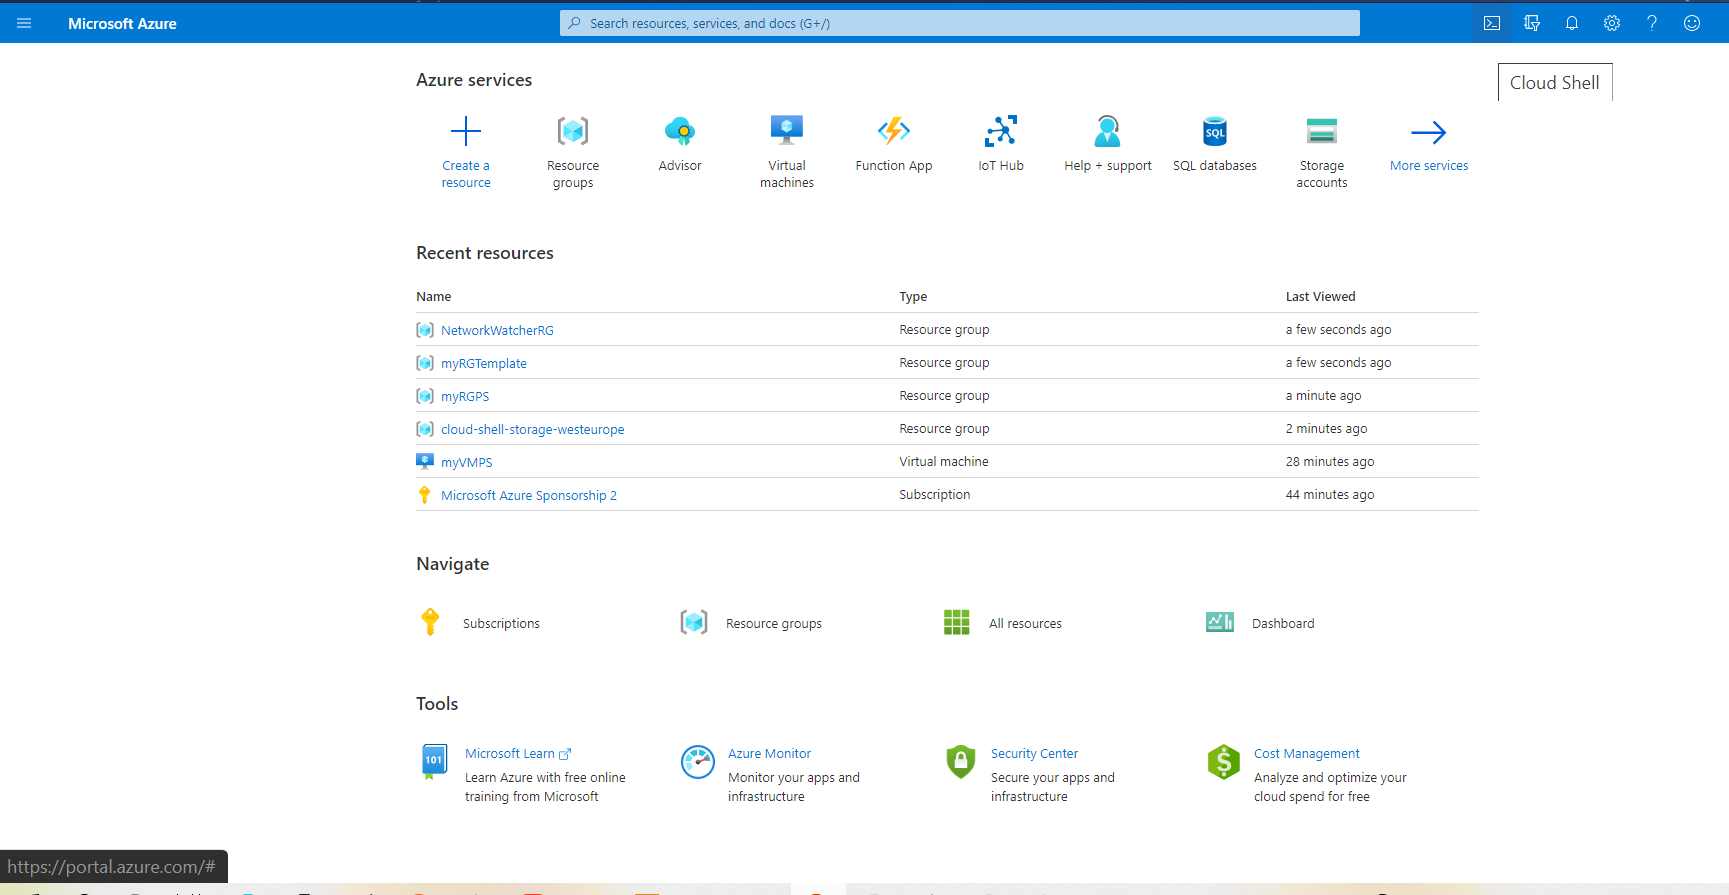 Microsoft Azure
Search resources, services, and docs (G+/)
Azure services
Cloud Shell
Create a resource
Resource groups
Advisor
Virtual machines
Function App
IoT Hub
Help + support
SQL
SQL databases
Storage accounts
More services
Recent resources
Name Type Last Viewed
NetworkWatcherRG Resource group a few seconds ago
myRGTemplate Resource group a few seconds ago
myRGPS Resource group a minute ago
cloud-shell-storage-westeurope Resource group 2 minutes ago
myVMPS Virtual machine 28 minutes ago
Microsoft Azure Sponsorship 2 Subscription 44 minutes ago
Navigate
Subscriptions Resource groups All resources Dashboard
Tools
101
Microsoft Learn
Learn Azure with free online
training from Microsoft
Azure Monitor
Monitor your apps and
infrastructure
Security Center
Secure your apps and
infrastructure
$
Cost Management
Analyze and optimize your
cloud spend for free
https://portal.azure.com/#